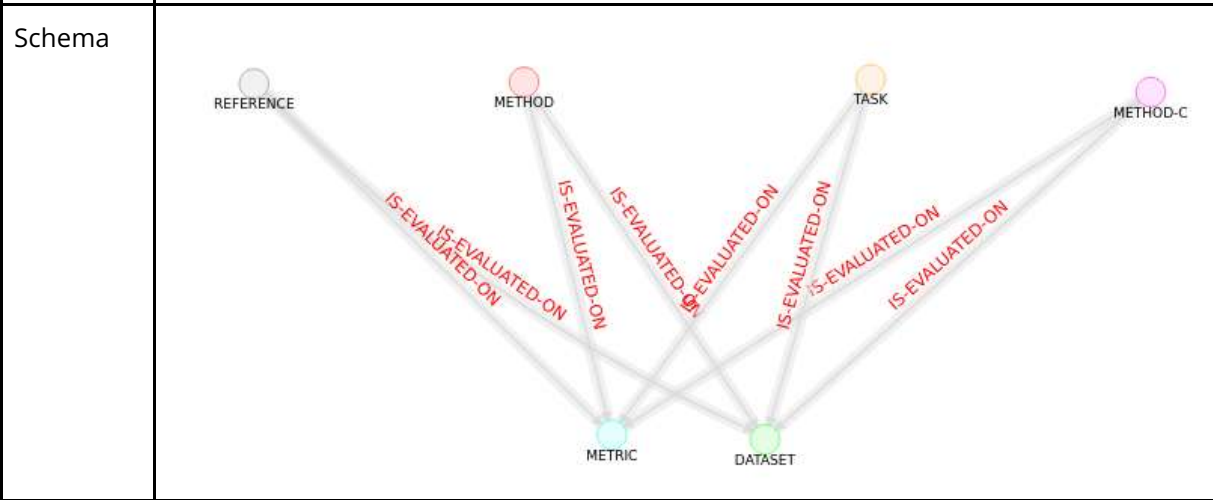 Schema
REFERENCE
METHOD
TASK
METHOD-C
IS-EVALUATED-ON
IS-EVALUATED-ON
IS-EVALUATED-ON
IS-EVALUATED-ON
IS-EVALUATED-ON
IS-EVALUATED-ON
IS-EVALUATED-ON
IS-EVALUATED-ON
METRIC
DATASET